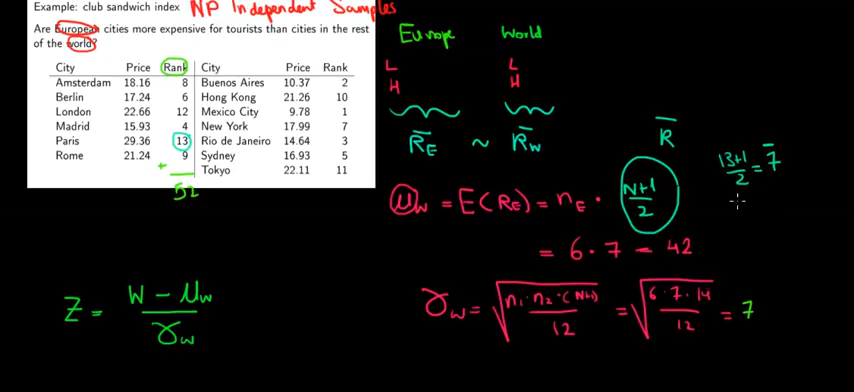 Example: club sandwich index NP Independent Samples
Are European cities more expensive for tourists than cities in the rest
of the world?
City Price Rank City Price Rank
Amsterdam 18.16 8 Buenos Aires 10.37 2
Berlin 17.24 6 Hong Kong 21.26 10
London 22.66 12 Mexico City 9.78 1
Madrid 15.93 4 New York 17.99 7
Paris 29.36 13 Rio de Janeiro 14.64 3
Rome 21.24 9 Sydney 16.93 5
Tokyo 22.11 11
+
52
Europe World
L L
H H
R̅E ~ R̅W R̅
13+1/2 = 7
μw = E(RE) = nE · N+1/2
= 6 · 7 = 42
σw = √(n1·n2·(N+1)/12) = √(6·7·14/12) = 7
Z = W - μw / σw